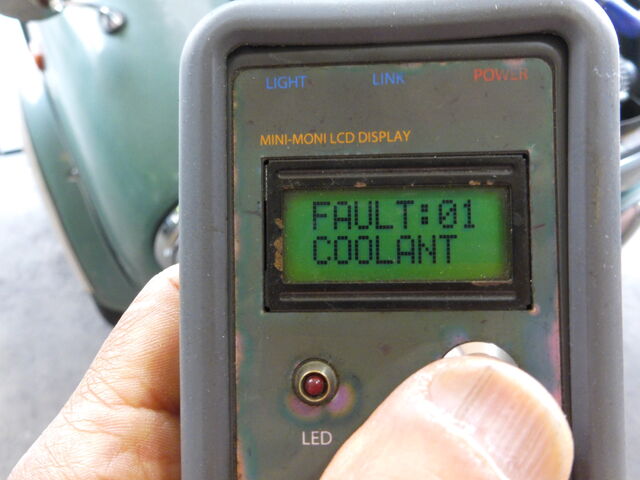 LIGHT LINK POWER
MINI-MONI LCD DISPLAY
FAULT:01
COOLANT
LED